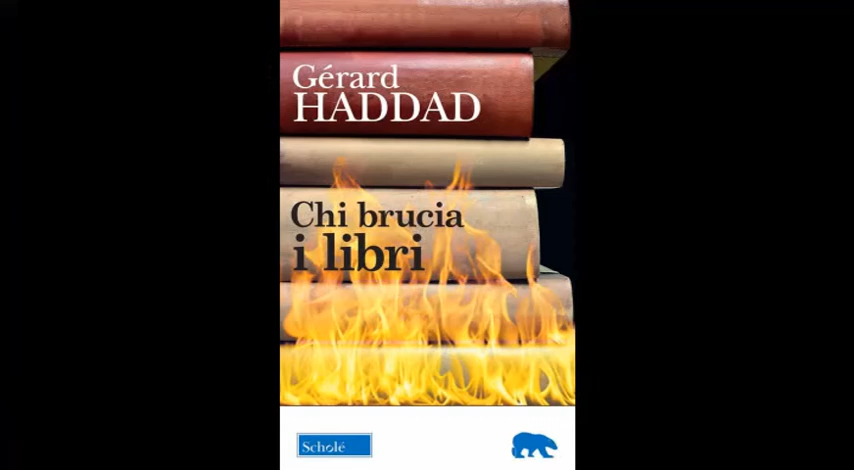 Gérard
HADDAD
Chi brucia
i libri
Scholé